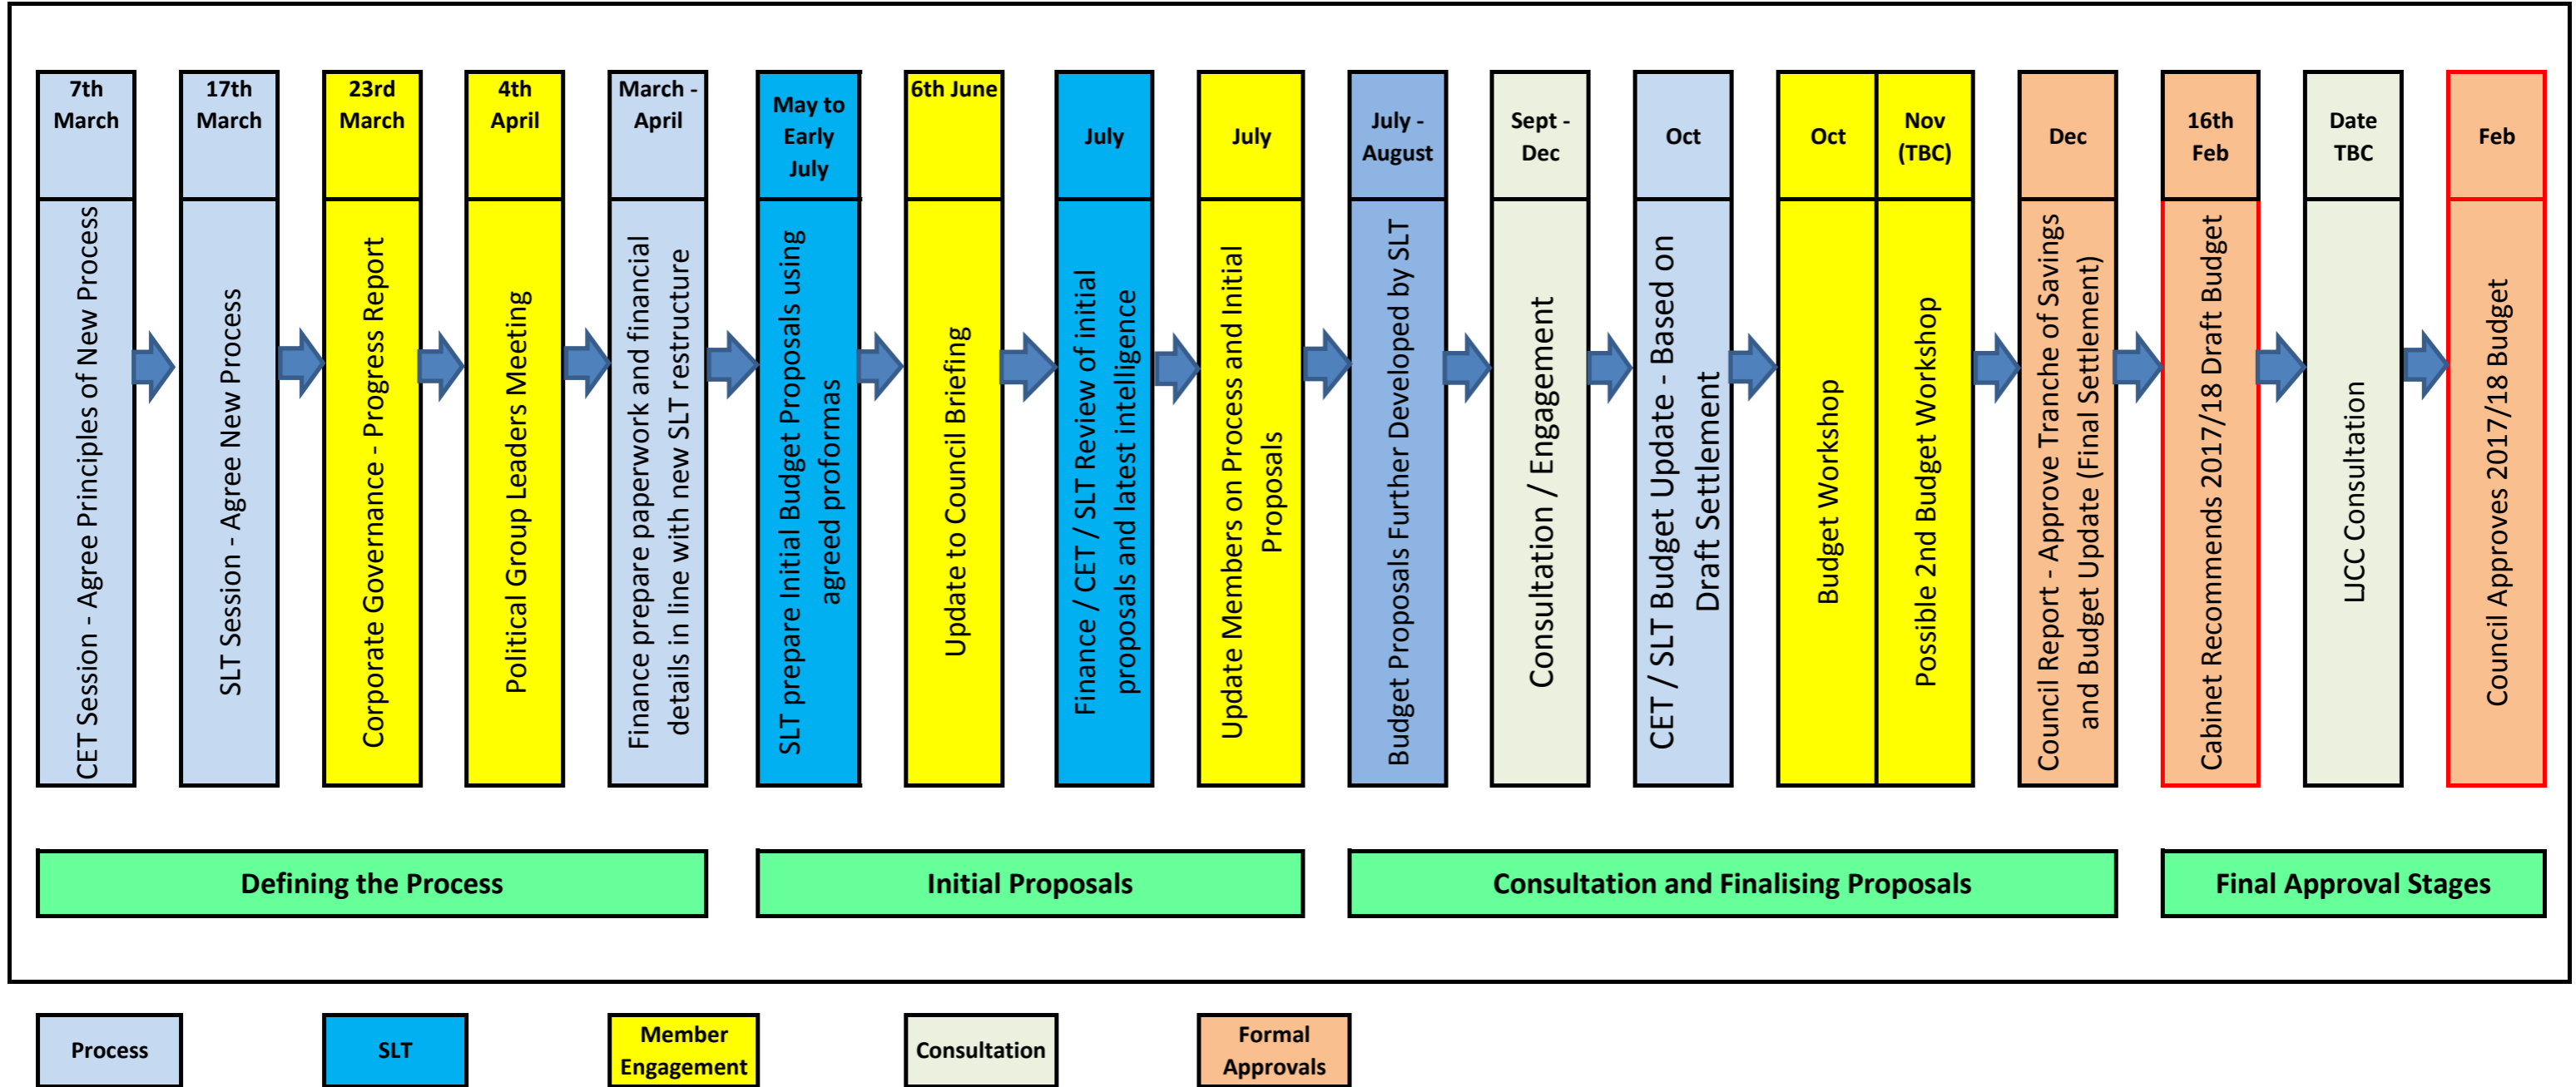 7th
March
CET Session - Agree Principles of New Process
17th
March
SLT Session - Agree New Process
23rd
March
Corporate Governance - Progress Report
4th
April
Political Group Leaders Meeting
March -
April
Finance prepare paperwork and financial
details in line with new SLT restructure
May to
Early
July
SLT prepare Initial Budget Proposals using
agreed proformas
6th June
Update to Council Briefing
July
Finance / CET / SLT Review of initial
proposals and latest intelligence
July
Update Members on Process and Initial
Proposals
July -
August
Budget Proposals Further Developed by SLT
Sept -
Dec
Consultation / Engagement
Oct
CET / SLT Budget Update - Based on
Draft Settlement
Oct
Budget Workshop
Nov
(TBC)
Possible 2nd Budget Workshop
Dec
Council Report - Approve Tranche of Savings
and Budget Update (Final Settlement)
16th
Feb
Cabinet Recommends 2017/18 Draft Budget
Date
TBC
LJCC Consultation
Feb
Council Approves 2017/18 Budget
Defining the Process
Initial Proposals
Consultation and Finalising Proposals
Final Approval Stages
Process
SLT
Member
Engagement
Consultation
Formal
Approvals